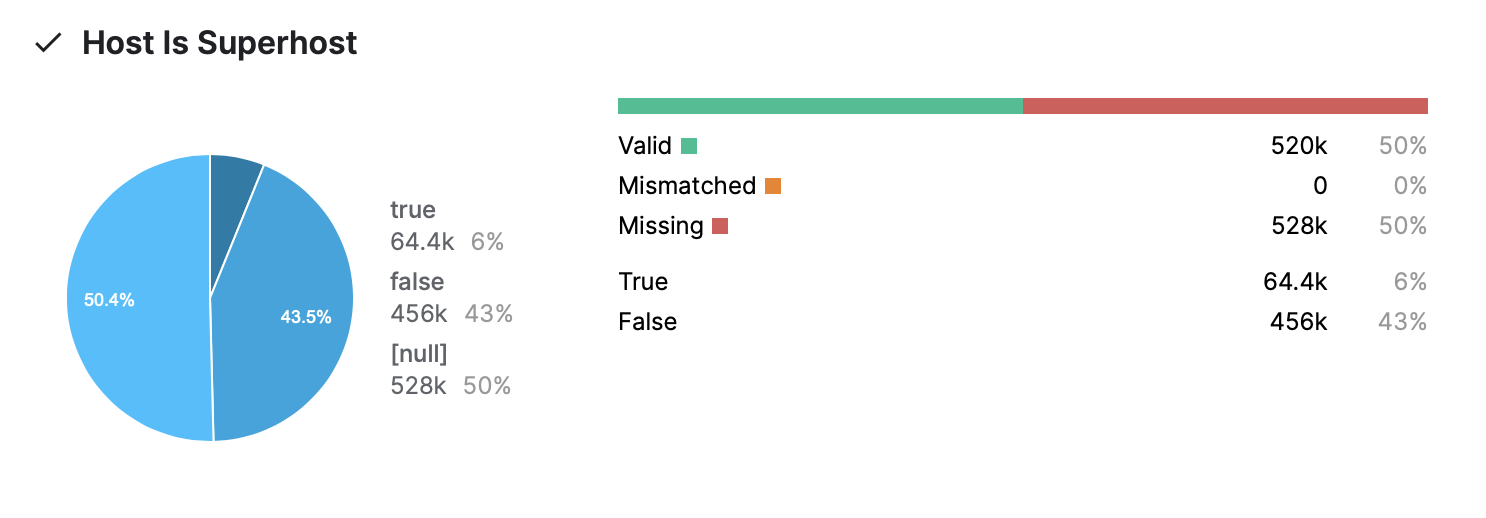 Host Is Superhost
50.4%
43.5%
true
64.4k 6%
false
456k 43%
[null]
528k 50%
Valid 520k 50%
Mismatched 0 0%
Missing 528k 50%
True 64.4k 6%
False 456k 43%